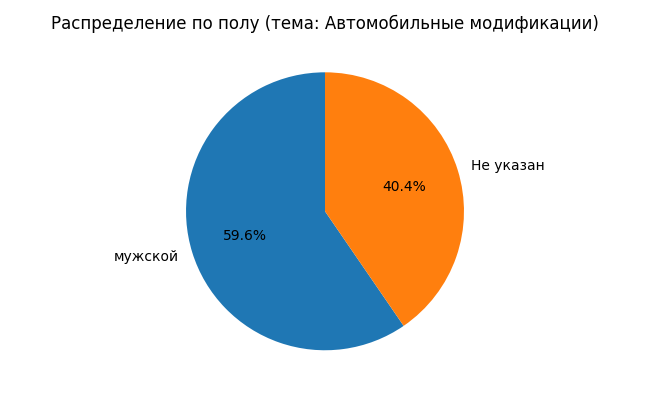 Распределение по полу (тема: Автомобильные модификации)
Не указан
40.4%
59.6%
мужской